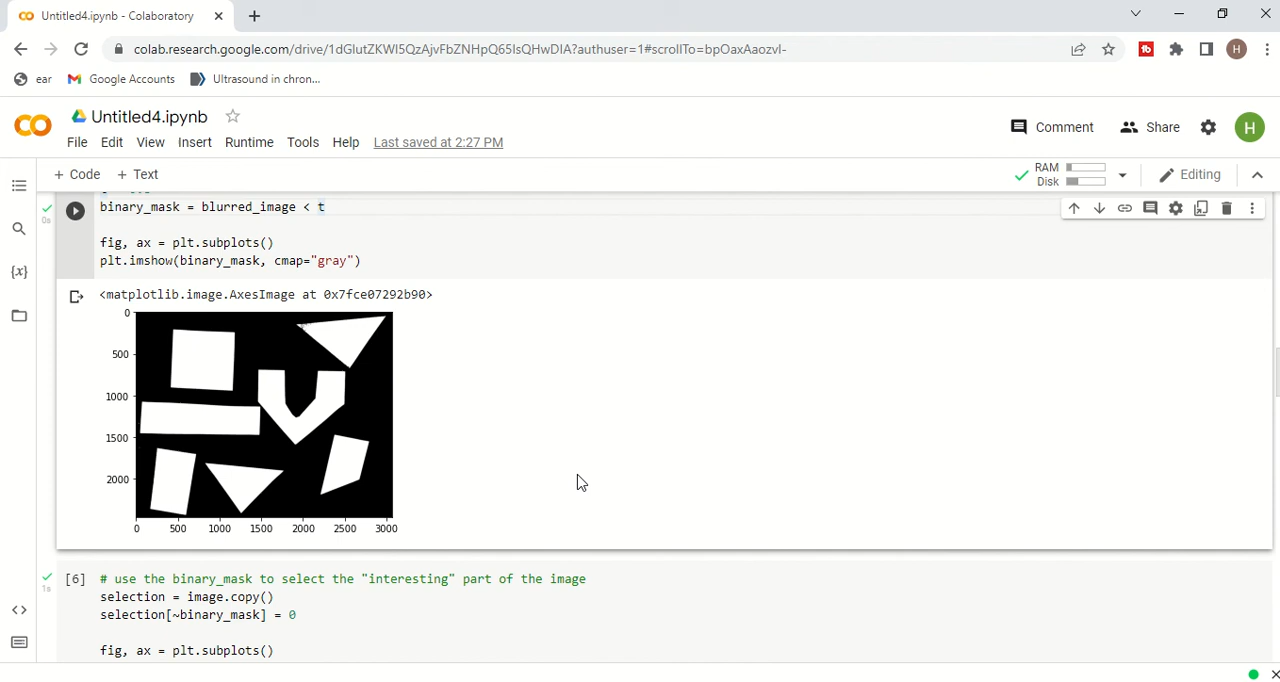 Untitled4.ipynb - Colaboratory
colab.research.google.com/drive/1dGlutZKWI5QzAjvFbZNHpQ65IsQHwDIA?authuser=1#scrollTo=bpOaxAaozvI-
H
ear Google Accounts Ultrasound in chron...
Untitled4.ipynb
File Edit View Insert Runtime Tools Help Last saved at 2:27 PM
Comment Share H
+ Code + Text
RAM
Disk
Editing
binary_mask = blurred_image < t
0s
fig, ax = plt.subplots()
plt.imshow(binary_mask, cmap="gray")
{x}
<matplotlib.image.AxesImage at 0x7fce07292b90>
0
500
1000
1500
2000
0 500 1000 1500 2000 2500 3000
[6] # use the binary_mask to select the "interesting" part of the image
1s
selection = image.copy()
selection[~binary_mask] = 0
fig, ax = plt.subplots()